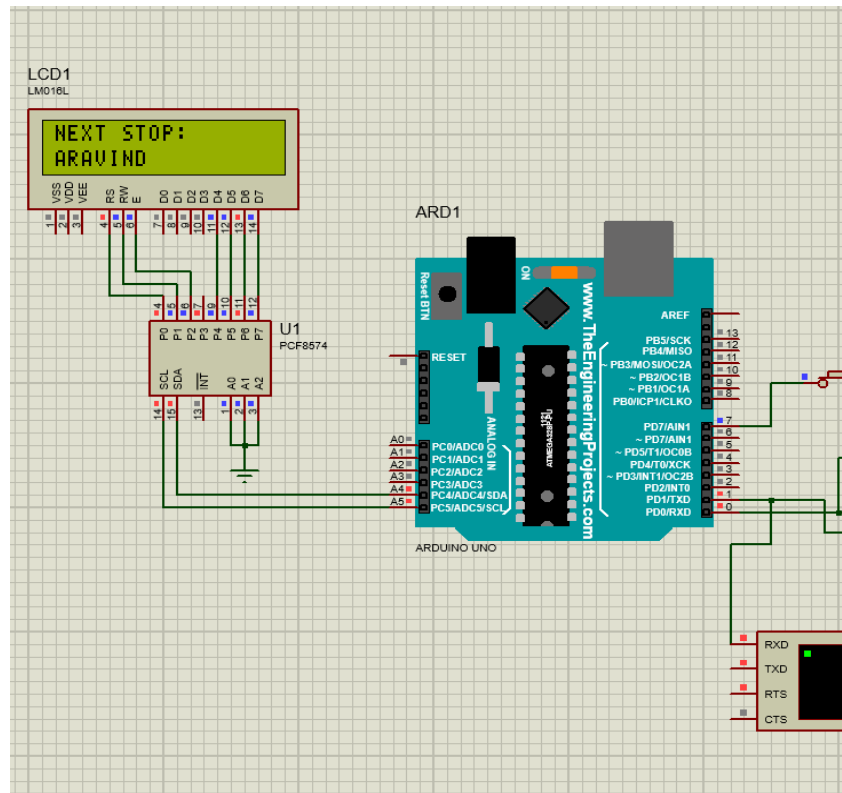 LCD1
LM016L
NEXT STOP:
ARAVIND
VSS VDD VEE RS RW E D0 D1 D2 D3 D4 D5 D6 D7
1 2 3 4 5 6 7 8 9 10 11 12 13 14
4 5 6 7 9 10 11 12
P0 P1 P2 P3 P4 P5 P6 P7
U1
PCF8574
SCL SDA INT A0 A1 A2
14 15 13 1 2 3
ARD1
Reset BTN
ON
www.TheEngineeringProjects.com
RESET
ANALOG IN
1121
ATMEGA328P-PU
A0 PC0/ADC0
A1 PC1/ADC1
A2 PC2/ADC2
A3 PC3/ADC3
A4 PC4/ADC4/SDA
A5 PC5/ADC5/SCL
AREF
PB5/SCK 13
PB4/MISO 12
~ PB3/MOSI/OC2A 11
~ PB2/OC1B 10
~ PB1/OC1A 9
PB0/ICP1/CLKO 8
PD7/AIN1 7
~ PD7/AIN1 6
~ PD5/T1/OC0B 5
PD4/T0/XCK 4
~ PD3/INT1/OC2B 3
PD2/INT0 2
PD1/TXD 1
PD0/RXD 0
ARDUINO UNO
RXD
TXD
RTS
CTS